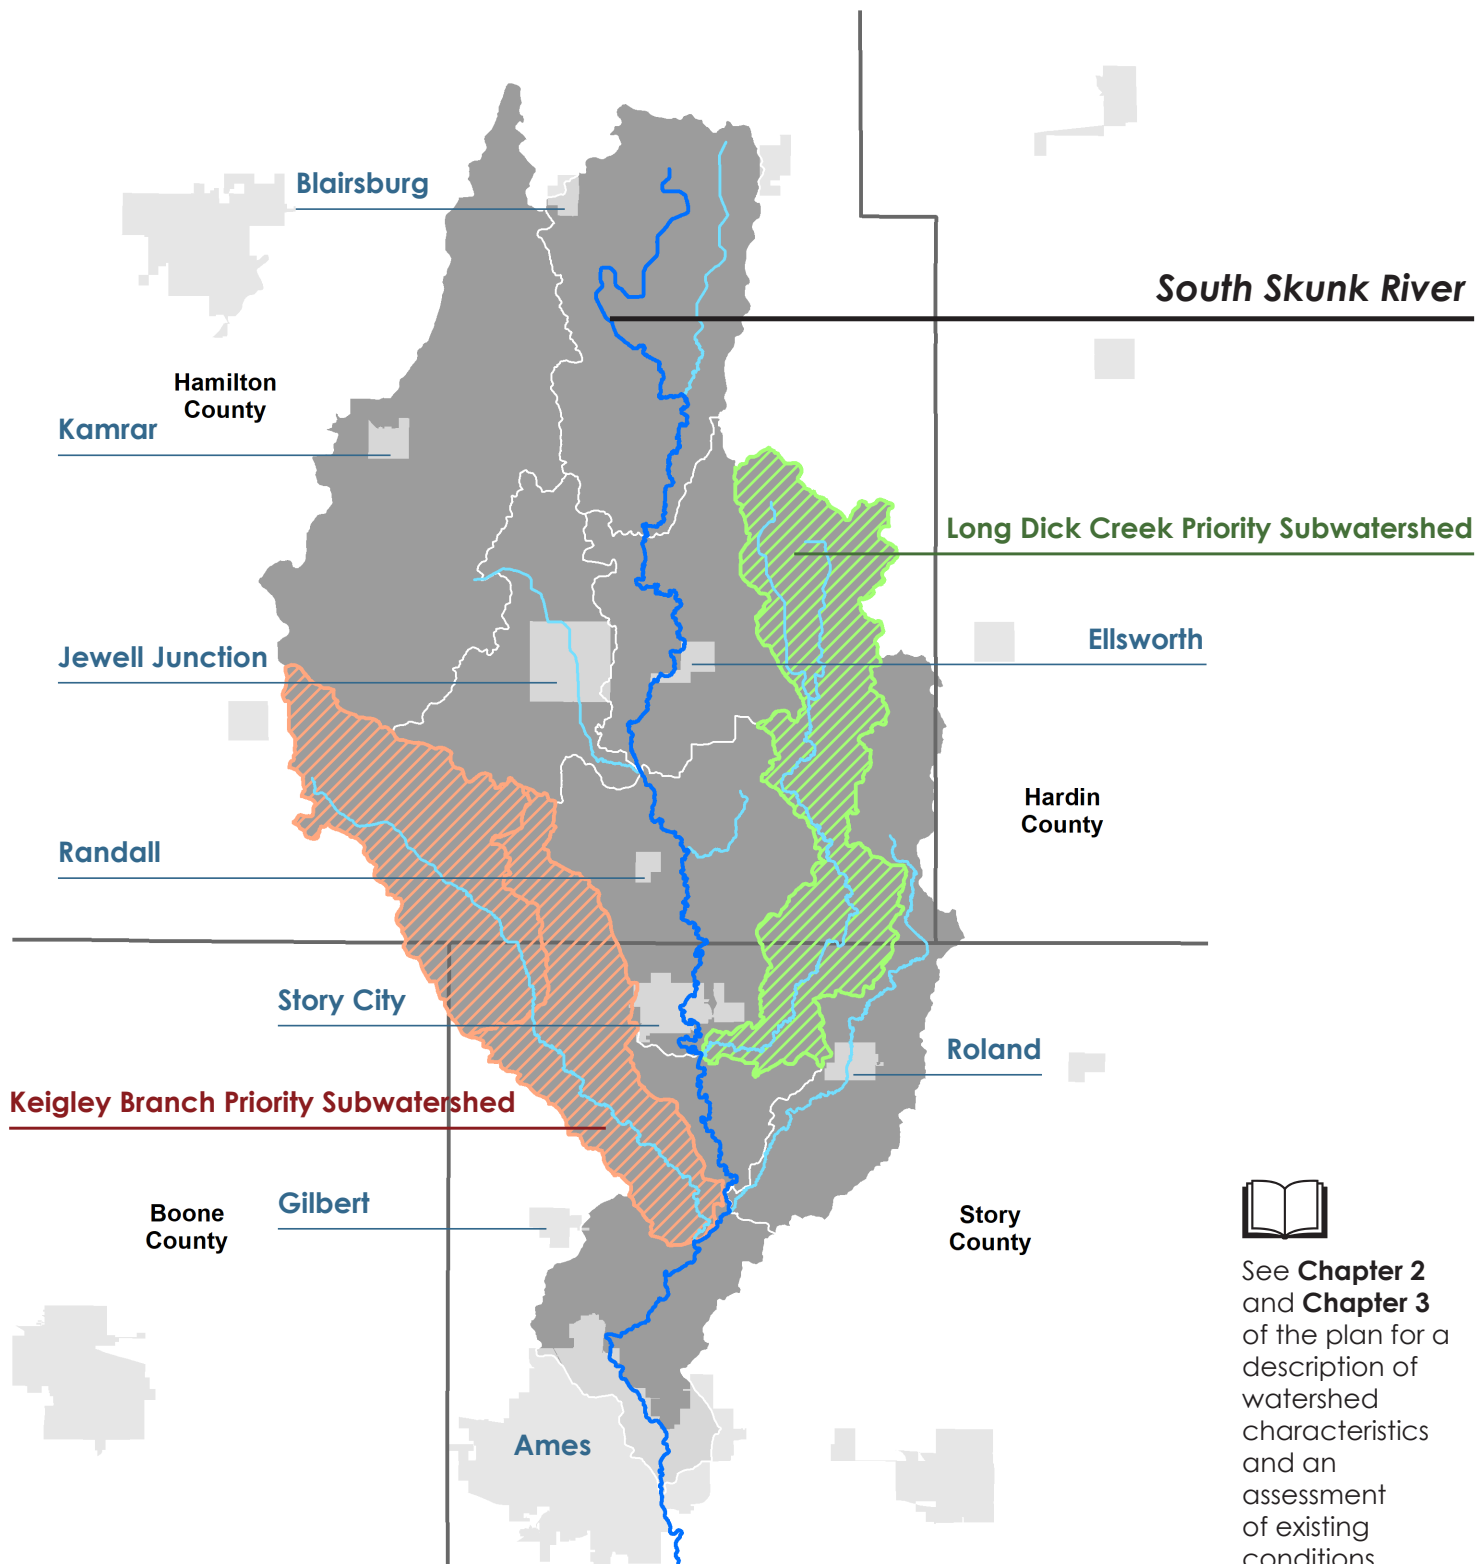 Blairsburg
South Skunk River
Hamilton
County
Kamrar
Long Dick Creek Priority Subwatershed
Ellsworth
Jewell Junction
Hardin
County
Randall
Story City
Roland
Keigley Branch Priority Subwatershed
Gilbert
Boone
County
Story
County
See Chapter 2
and Chapter 3
of the plan for a
description of
watershed
characteristics
and an
assessment
of existing
conditions
Ames